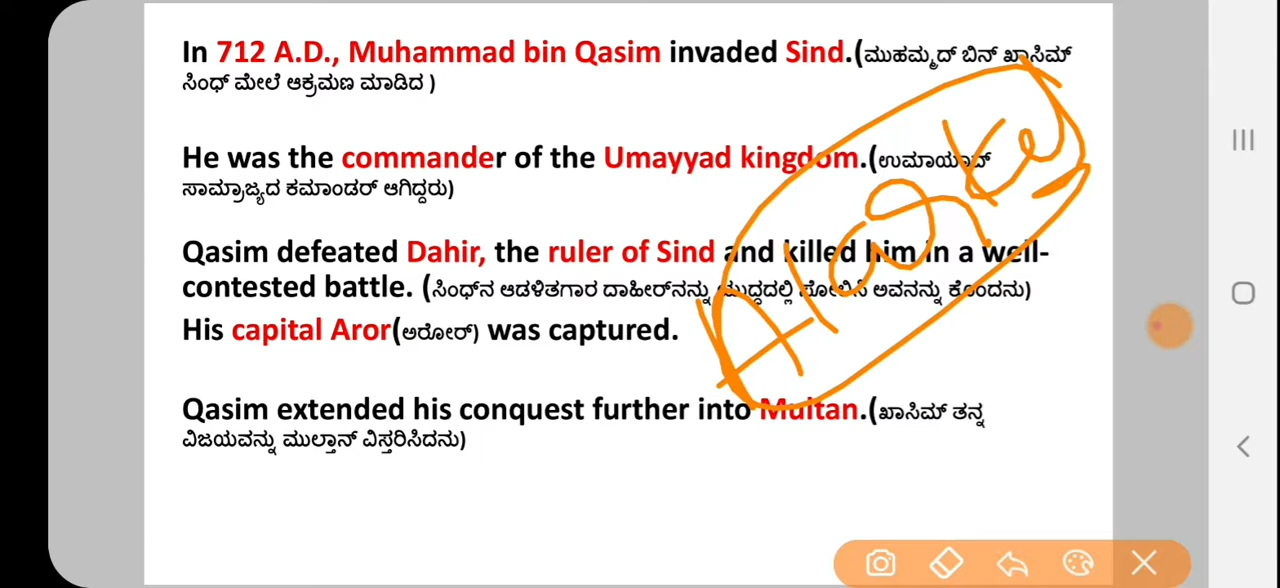 In 712 A.D., Muhammad bin Qasim invaded Sind.(ಮುಹಮ್ಮದ್ ಬಿನ್ ಖಾಸಿಮ್
ಸಿಂಧ್ ಮೇಲೆ ಆಕ್ರಮಣ ಮಾಡಿದ )
He was the commander of the Umayyad kingdom.(ಉಮಾಯಾದ್
ಸಾಮ್ರಾಜ್ಯದ ಕಮಾಂಡರ್ ಆಗಿದ್ದರು)
Qasim defeated Dahir, the ruler of Sind and killed him in a well-
contested battle. (ಸಿಂಧ್‌ನ ಆಡಳಿತಗಾರ ದಾಹೀರ್‌ನನ್ನು ಯುದ್ಧದಲ್ಲಿ ಸೋಲಿಸಿ ಅವನನ್ನು ಕೊಂದನು)
His capital Aror(ಅರೋರ್) was captured.
Qasim extended his conquest further into Multan.(ಖಾಸಿಮ್ ತನ್ನ
ವಿಜಯವನ್ನು ಮುಲ್ತಾನ್ ವಿಸ್ತರಿಸಿದನು)